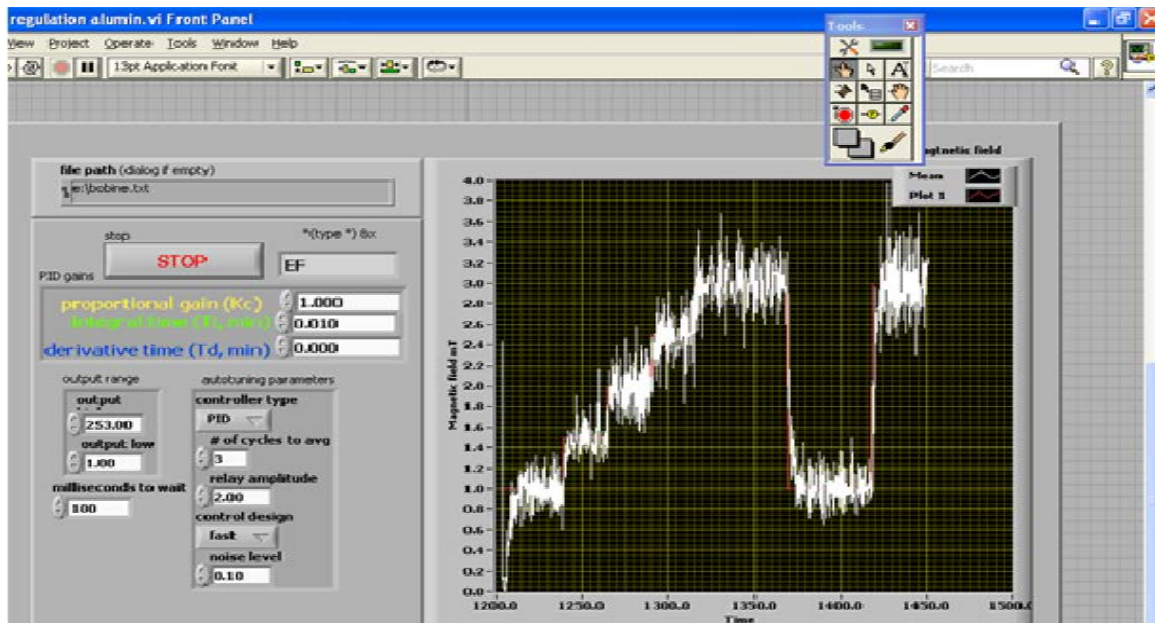 regulation alumin.vi Front Panel
View Project Operate Tools Window Help
13pt Application Font
Search
Tools
file path (dialog if empty)
e:\bobine.txt
stop
STOP
*(type *) 8x
EF
PID gains
proportional gain (Kc) 1.000
integral time (Ti, min) 0.010
derivative time (Td, min) 0.000
output range
output
253.00
output low
1.00
milliseconds to wait
100
autotuning parameters
controller type
PID
# of cycles to avg
3
relay amplitude
2.00
control design
fast
noise level
0.10
Magtnetic field
Mean
Plot 1
Magnetic field mT
4.0
3.8
3.6
3.4
3.2
3.0
2.8
2.6
2.4
2.2
2.0
1.8
1.6
1.4
1.2
1.0
0.8
0.6
0.4
0.2
0.0
1200.0 1250.0 1300.0 1350.0 1400.0 1450.0 1500.0
Time